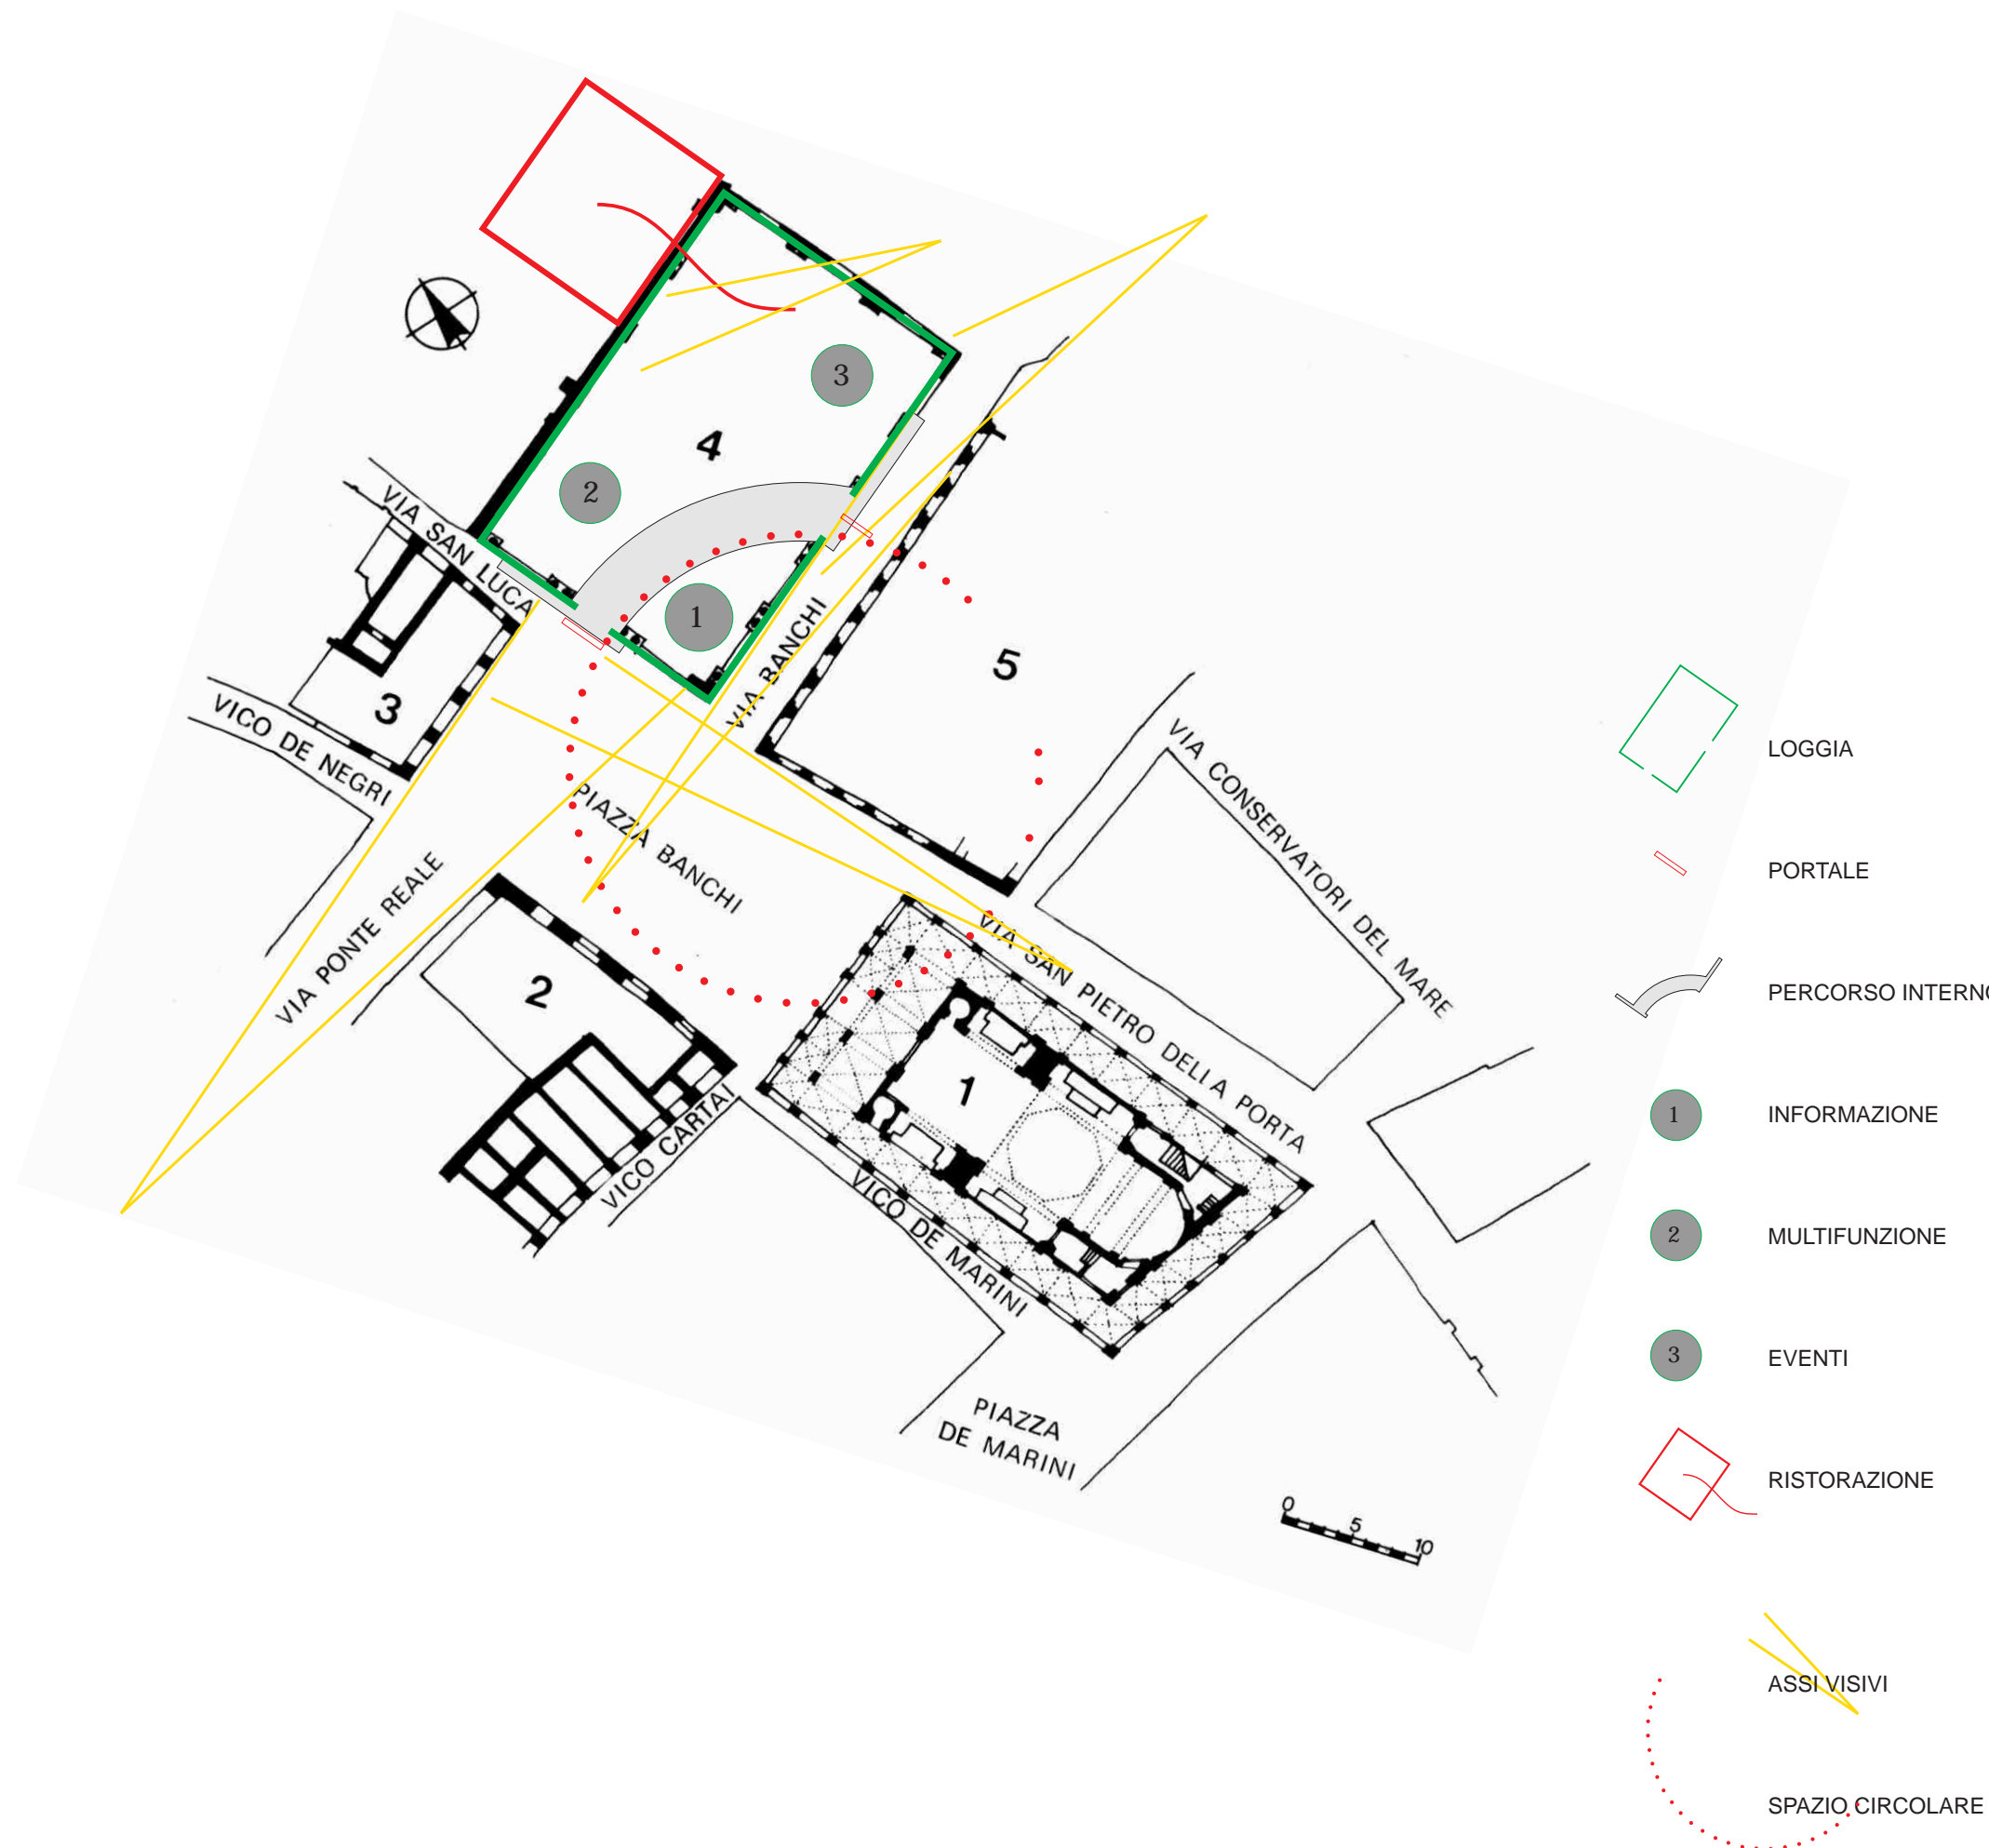 3
4
2
VIA SAN LUCA
1
VIA BANCHI
5
3
VICO DE NEGRI
VIA CONSERVATORI DEL MARE
PIAZZA BANCHI
VIA PONTE REALE
2
VIA SAN PIETRO DELLA PORTA
1
VICO CARTAI
VICO DE MARINI
PIAZZA
DE MARINI
0 5 10
LOGGIA
PORTALE
PERCORSO INTERNO
1 INFORMAZIONE
2 MULTIFUNZIONE
3 EVENTI
RISTORAZIONE
ASSI VISIVI
SPAZIO CIRCOLARE